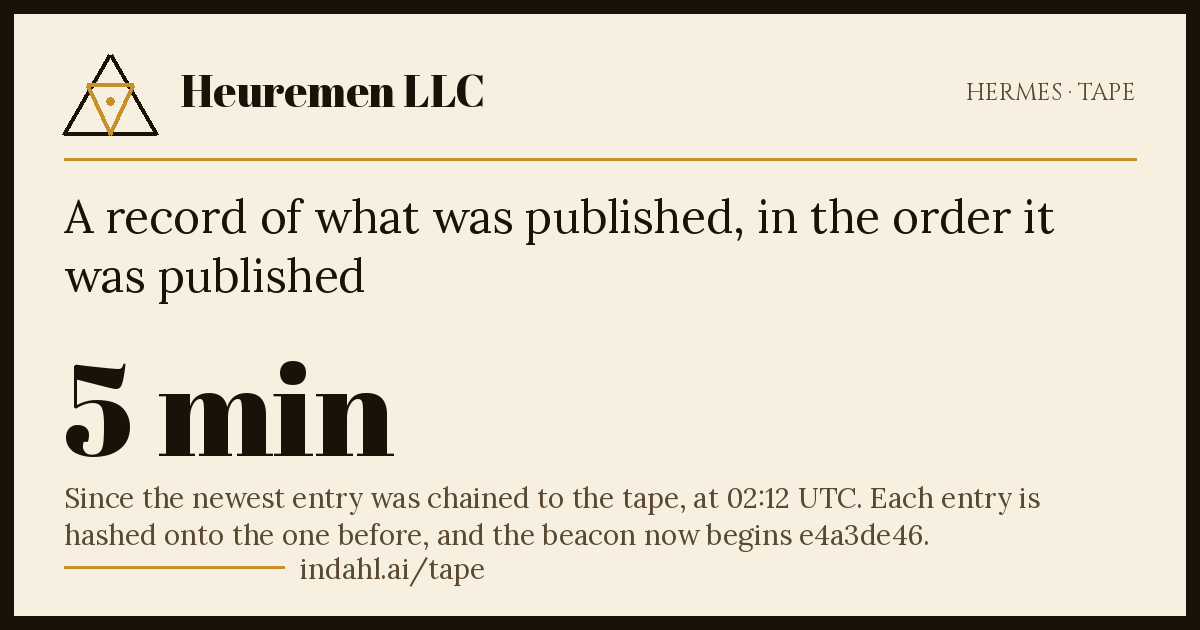 Heuremen LLC
HERMES · TAPE
A record of what was published, in the order it
was published
5 min
Since the newest entry was chained to the tape, at 02:12 UTC. Each entry is
hashed onto the one before, and the beacon now begins e4a3de46.
indahl.ai/tape